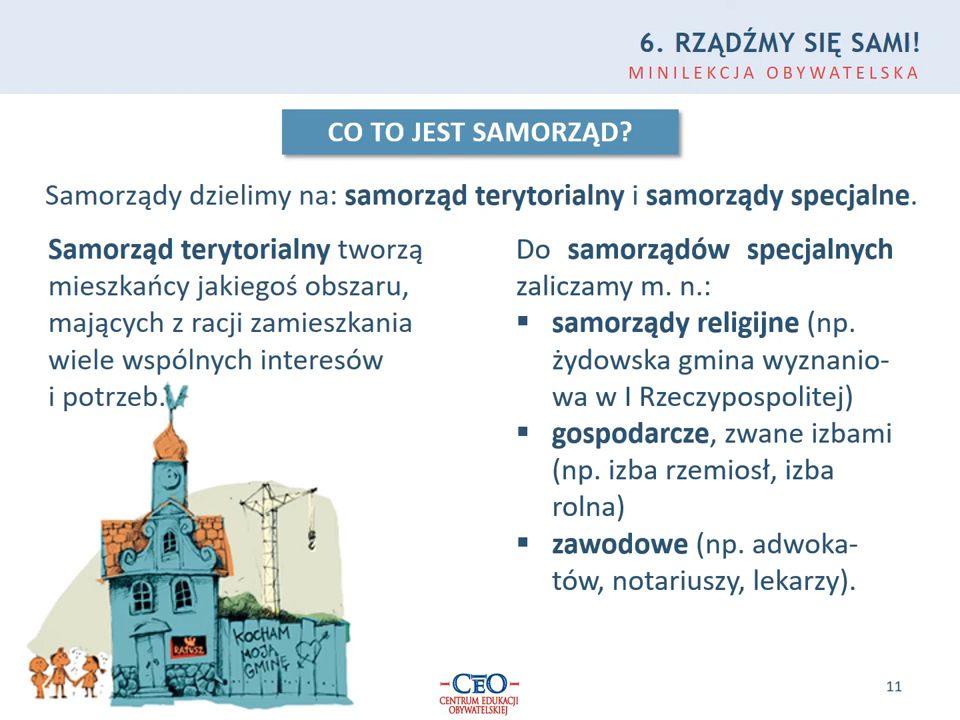 6. RZĄDŹMY SIĘ SAMI!
MINILEKCJA OBYWATELSKA
CO TO JEST SAMORZĄD?
Samorządy dzielimy na: samorząd terytorialny i samorządy specjalne.
Samorząd terytorialny tworzą
mieszkańcy jakiegoś obszaru,
mających z racji zamieszkania
wiele wspólnych interesów
i potrzeb.
Do samorządów specjalnych
zaliczamy m. n.:
▪ samorządy religijne (np.
żydowska gmina wyznanio-
wa w I Rzeczypospolitej)
▪ gospodarcze, zwane izbami
(np. izba rzemiosł, izba
rolna)
▪ zawodowe (np. adwoka-
tów, notariuszy, lekarzy).
RATUSZ
KOCHAM
MOJĄ
GMINĘ
CEO
CENTRUM EDUKACJI
OBYWATELSKIEJ
11